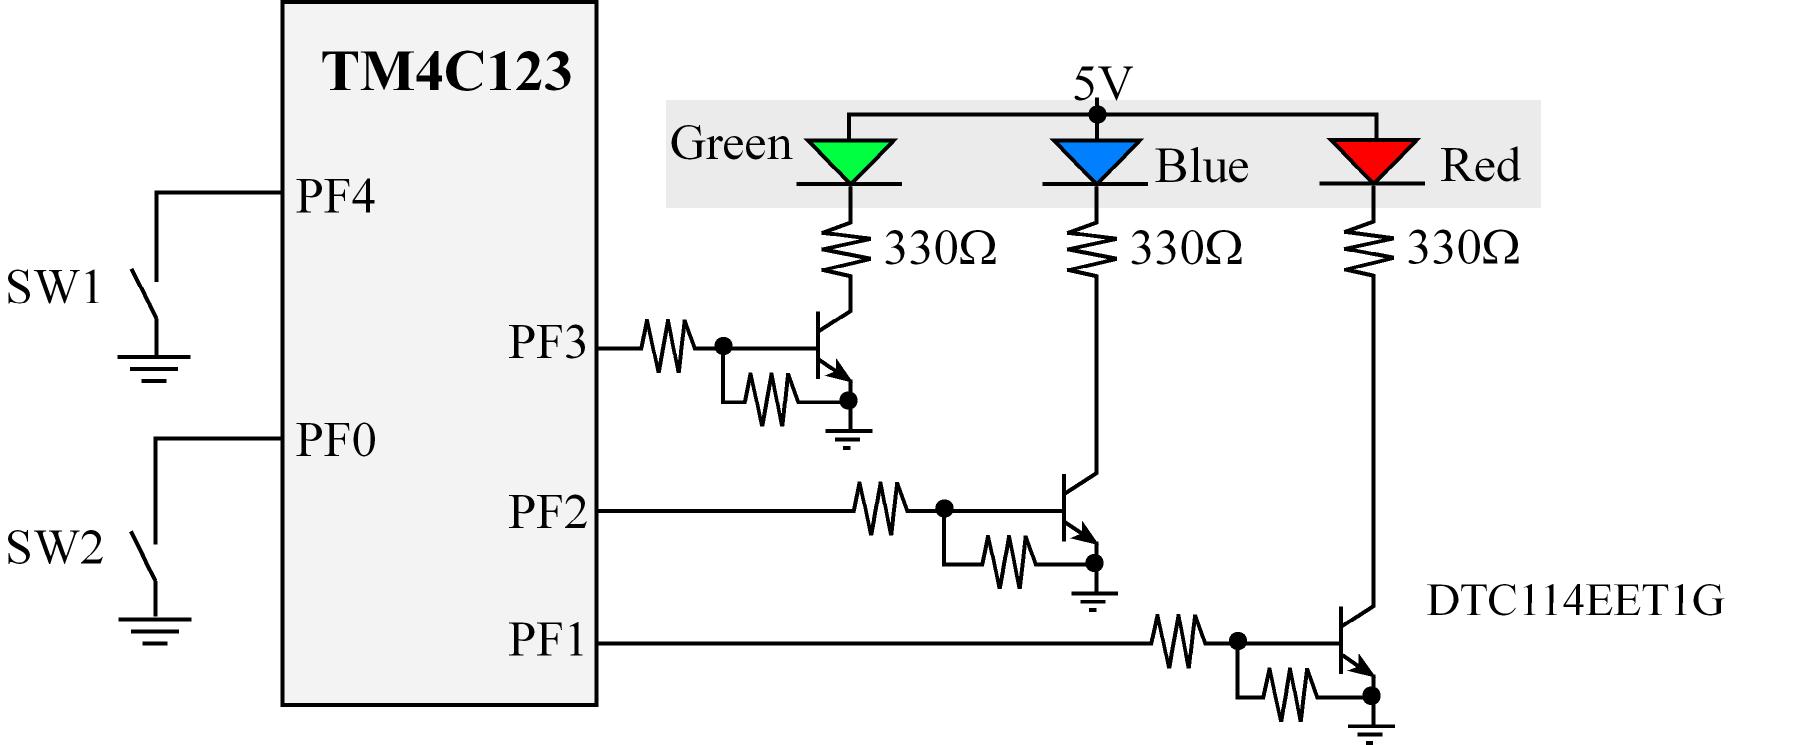 TM4C123
5V
Green
Blue
Red
PF4
330Ω
330Ω
330Ω
SW1
PF3
PF0
PF2
SW2
DTC114EET1G
PF1